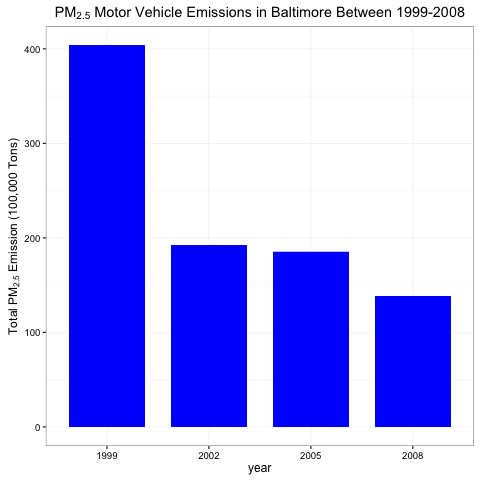 PM2.5 Motor Vehicle Emissions in Baltimore Between 1999-2008
Total PM2.5 Emission (100,000 Tons)
400
300
200
100
0
1999 2002 2005 2008
year